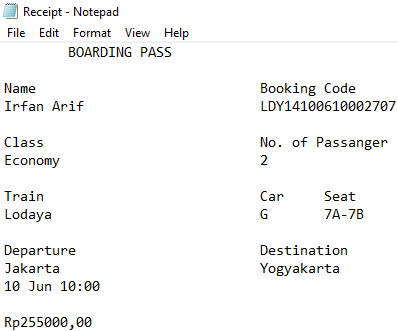 Receipt - Notepad
File Edit Format View Help
BOARDING PASS
Name Booking Code
Irfan Arif LDY14100610002707
Class No. of Passanger
Economy 2
Train Car Seat
Lodaya G 7A-7B
Departure Destination
Jakarta Yogyakarta
10 Jun 10:00
Rp255000,00